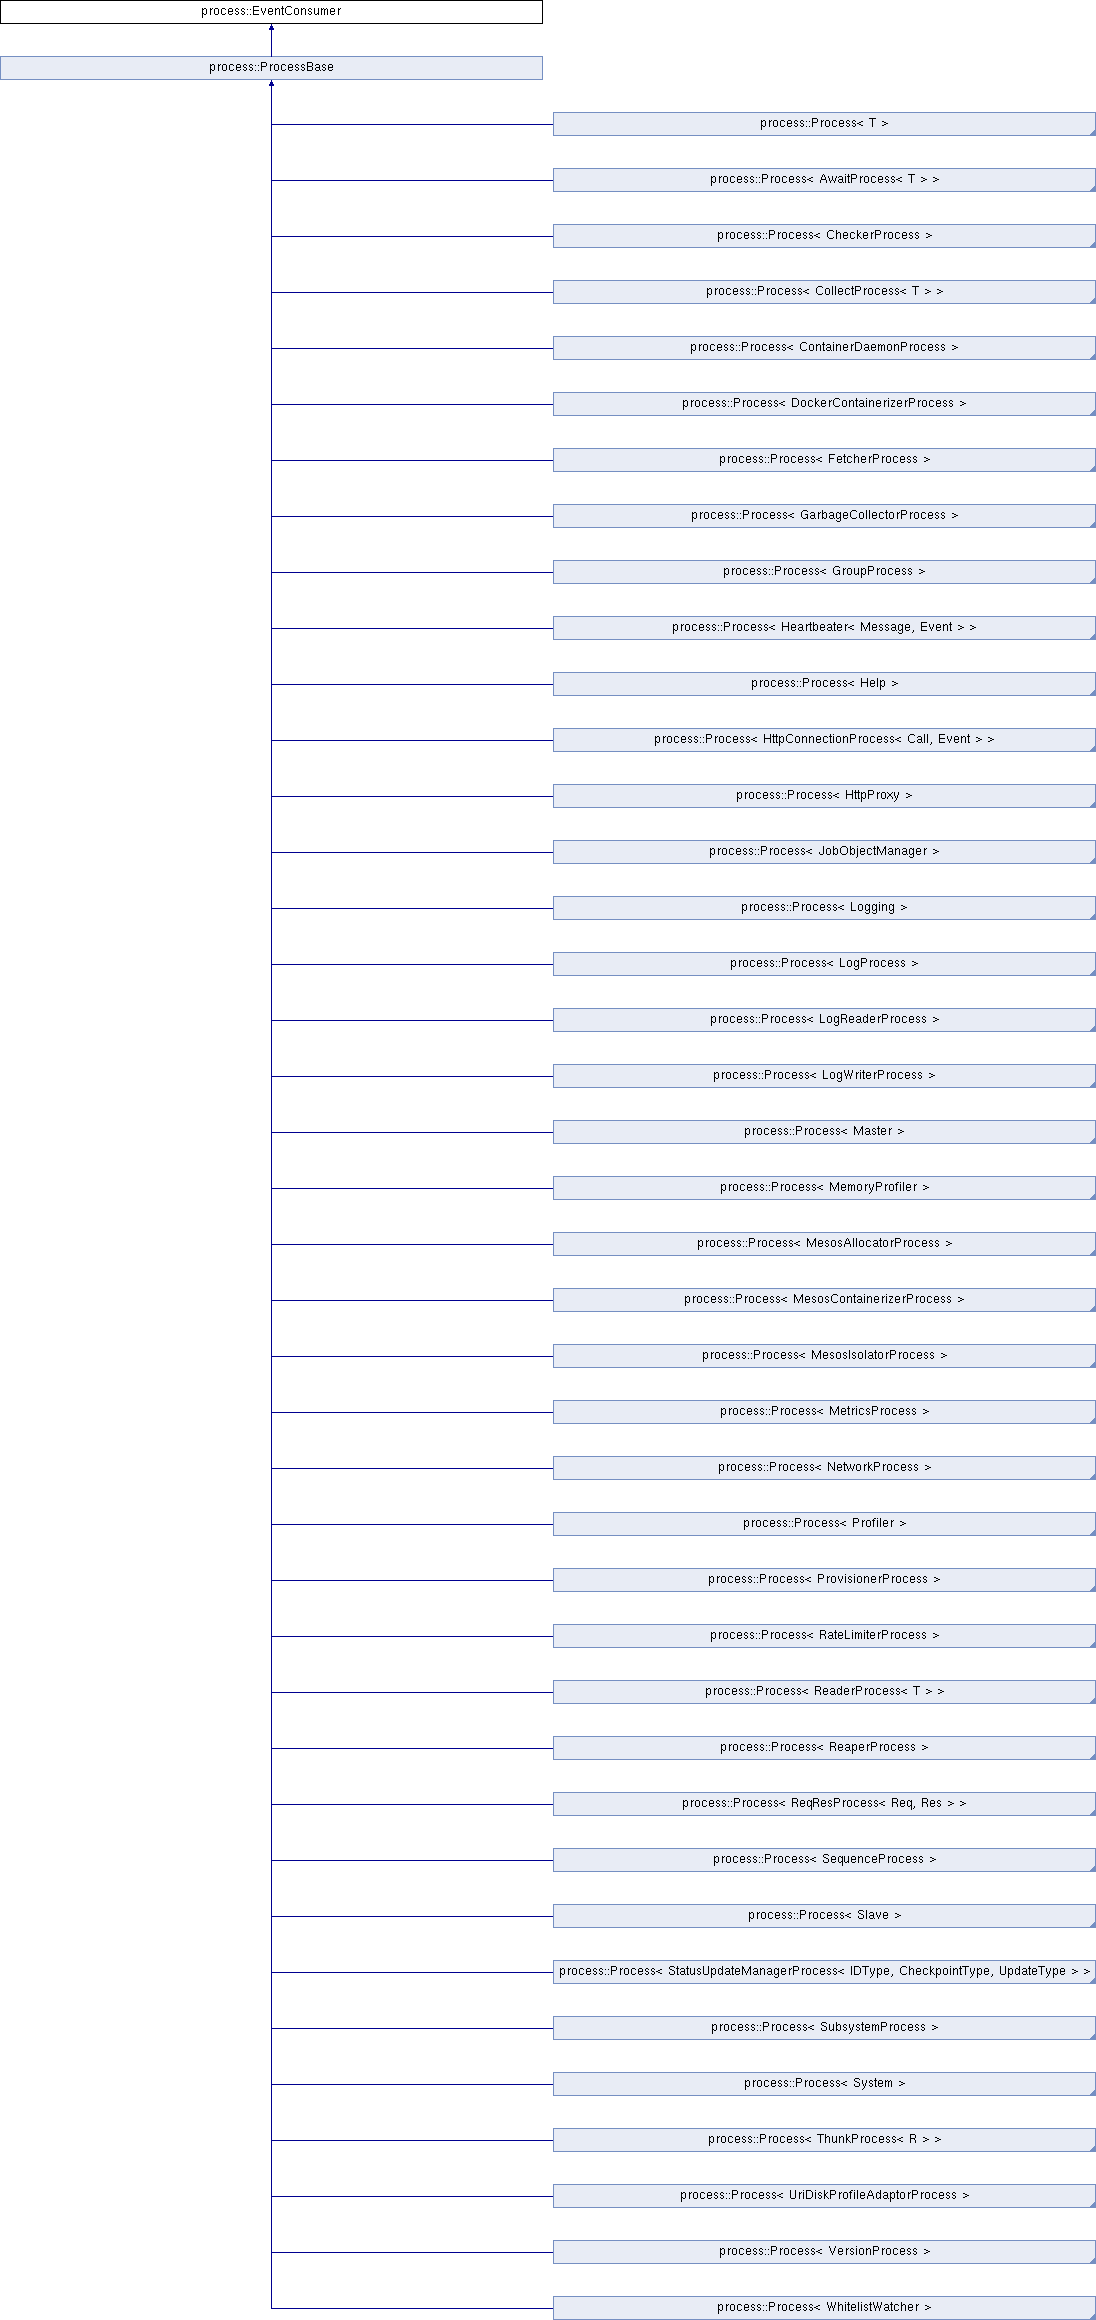 process::EventConsumer
process::ProcessBase
process::Process< T >
process::Process< AwaitProcess< T > >
process::Process< CheckerProcess >
process::Process< CollectProcess< T > >
process::Process< ContainerDaemonProcess >
process::Process< DockerContainerizerProcess >
process::Process< FetcherProcess >
process::Process< GarbageCollectorProcess >
process::Process< GroupProcess >
process::Process< Heartbeater< Message, Event > >
process::Process< Help >
process::Process< HttpConnectionProcess< Call, Event > >
process::Process< HttpProxy >
process::Process< JobObjectManager >
process::Process< Logging >
process::Process< LogProcess >
process::Process< LogReaderProcess >
process::Process< LogWriterProcess >
process::Process< Master >
process::Process< MemoryProfiler >
process::Process< MesosAllocatorProcess >
process::Process< MesosContainerizerProcess >
process::Process< MesosIsolatorProcess >
process::Process< MetricsProcess >
process::Process< NetworkProcess >
process::Process< Profiler >
process::Process< ProvisionerProcess >
process::Process< RateLimiterProcess >
process::Process< ReaderProcess< T > >
process::Process< ReaperProcess >
process::Process< ReqResProcess< Req, Res > >
process::Process< SequenceProcess >
process::Process< Slave >
process::Process< StatusUpdateManagerProcess< IDType, CheckpointType, UpdateType > >
process::Process< SubsystemProcess >
process::Process< System >
process::Process< ThunkProcess< R > >
process::Process< UriDiskProfileAdaptorProcess >
process::Process< VersionProcess >
process::Process< WhitelistWatcher >